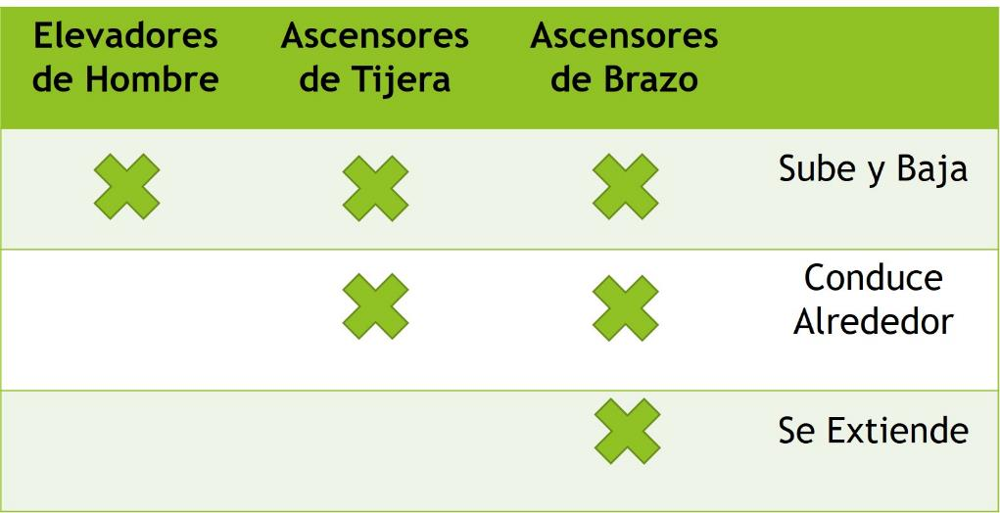 Elevadores
de Hombre
Ascensores
de Tijera
Ascensores
de Brazo
Sube y Baja
Conduce
Alrededor
Se Extiende